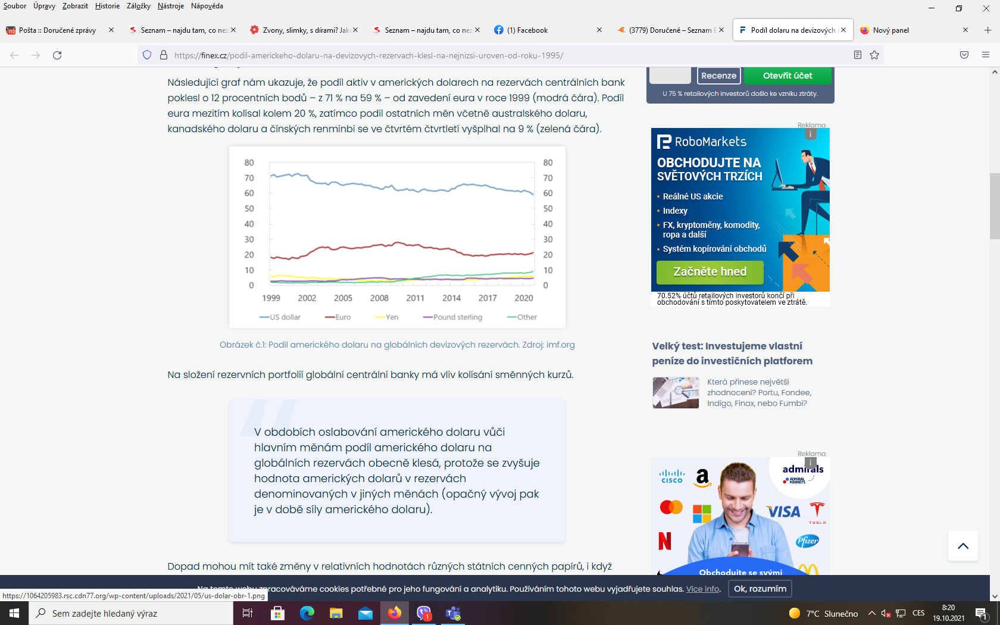 Soubor Úpravy Zobrazit Historie Záložky Nástroje Nápověda
Pošta :: Doručené zprávy
Seznam – najdu tam, co nez
Zvony, slimky, s dírami? Jak
Seznam – najdu tam, co nez
(1) Facebook
(3779) Doručené – Seznam E
Podíl dolaru na devizových
Nový panel
https://finex.cz/podil-americkeho-dolaru-na-devizovych-rezervach-klesl-na-nejnizsi-uroven-od-roku-1995/
Následující graf nám ukazuje, že podíl aktiv v amerických dolarech na rezervách centrálních bank
poklesl o 12 procentních bodů – z 71 % na 59 % – od zavedení eura v roce 1999 (modrá čára). Podíl
eura mezitím kolísal kolem 20 %, zatímco podíl ostatních měn včetně australského dolaru,
kanadského dolaru a čínských renminbi se ve čtvrtém čtvrtletí vyšplhal na 9 % (zelená čára).
80 80
70 70
60 60
50 50
40 40
30 30
20 20
10 10
0 0
1999 2002 2005 2008 2011 2014 2017 2020
US dollar Euro Yen Pound sterling Other
Obrázek č.1: Podíl amerického dolaru na globálních devizových rezervách. Zdroj: imf.org
Na složení rezervních portfolií globální centrální banky má vliv kolísání směnných kurzů.
V obdobích oslabování amerického dolaru vůči
hlavním měnám podíl amerického dolaru na
globálních rezervách obecně klesá, protože se zvyšuje
hodnota amerických dolarů v rezervách
denominovaných v jiných měnách (opačný vývoj pak
je v době síly amerického dolaru).
Dopad mohou mít také změny v relativních hodnotách různých státních cenných papírů, i když
Recenze Otevřít účet
U 75 % retailových investorů došlo ke vzniku ztráty.
Reklama
i
RoboMarkets
OBCHODUJTE NA
SVĚTOVÝCH TRZÍCH
• Reálné US akcie
• Indexy
• FX, kryptoměny, komodity,
ropa a další
• Systém kopírování obchodů
Začněte hned
70.52% účtů retailových investorů končí při
obchodování s tímto poskytovatelem ve ztrátě.
Velký test: Investujeme vlastní
peníze do investičních platforem
Která přinese největší
zhodnocení? Portu, Fondee,
Indigo, Finax, nebo Fumbi?
Reklama
i
admirals
ADMIRAL
MARKETS
CISCO
a
VISA
TESLA
N
Pfizer
Obchodujte se svými
Na tomto webu zpracováváme cookies potřebné pro jeho fungování a analytiku. Používáním tohoto webu vyjadřujete souhlas. Více info.
Ok, rozumím
https://1064205983.rsc.cdn77.org/wp-content/uploads/2021/05/us-dolar-obr-1.png
Sem zadejte hledaný výraz
1
7°C Slunečno
CES
8:20
19.10.2021
1